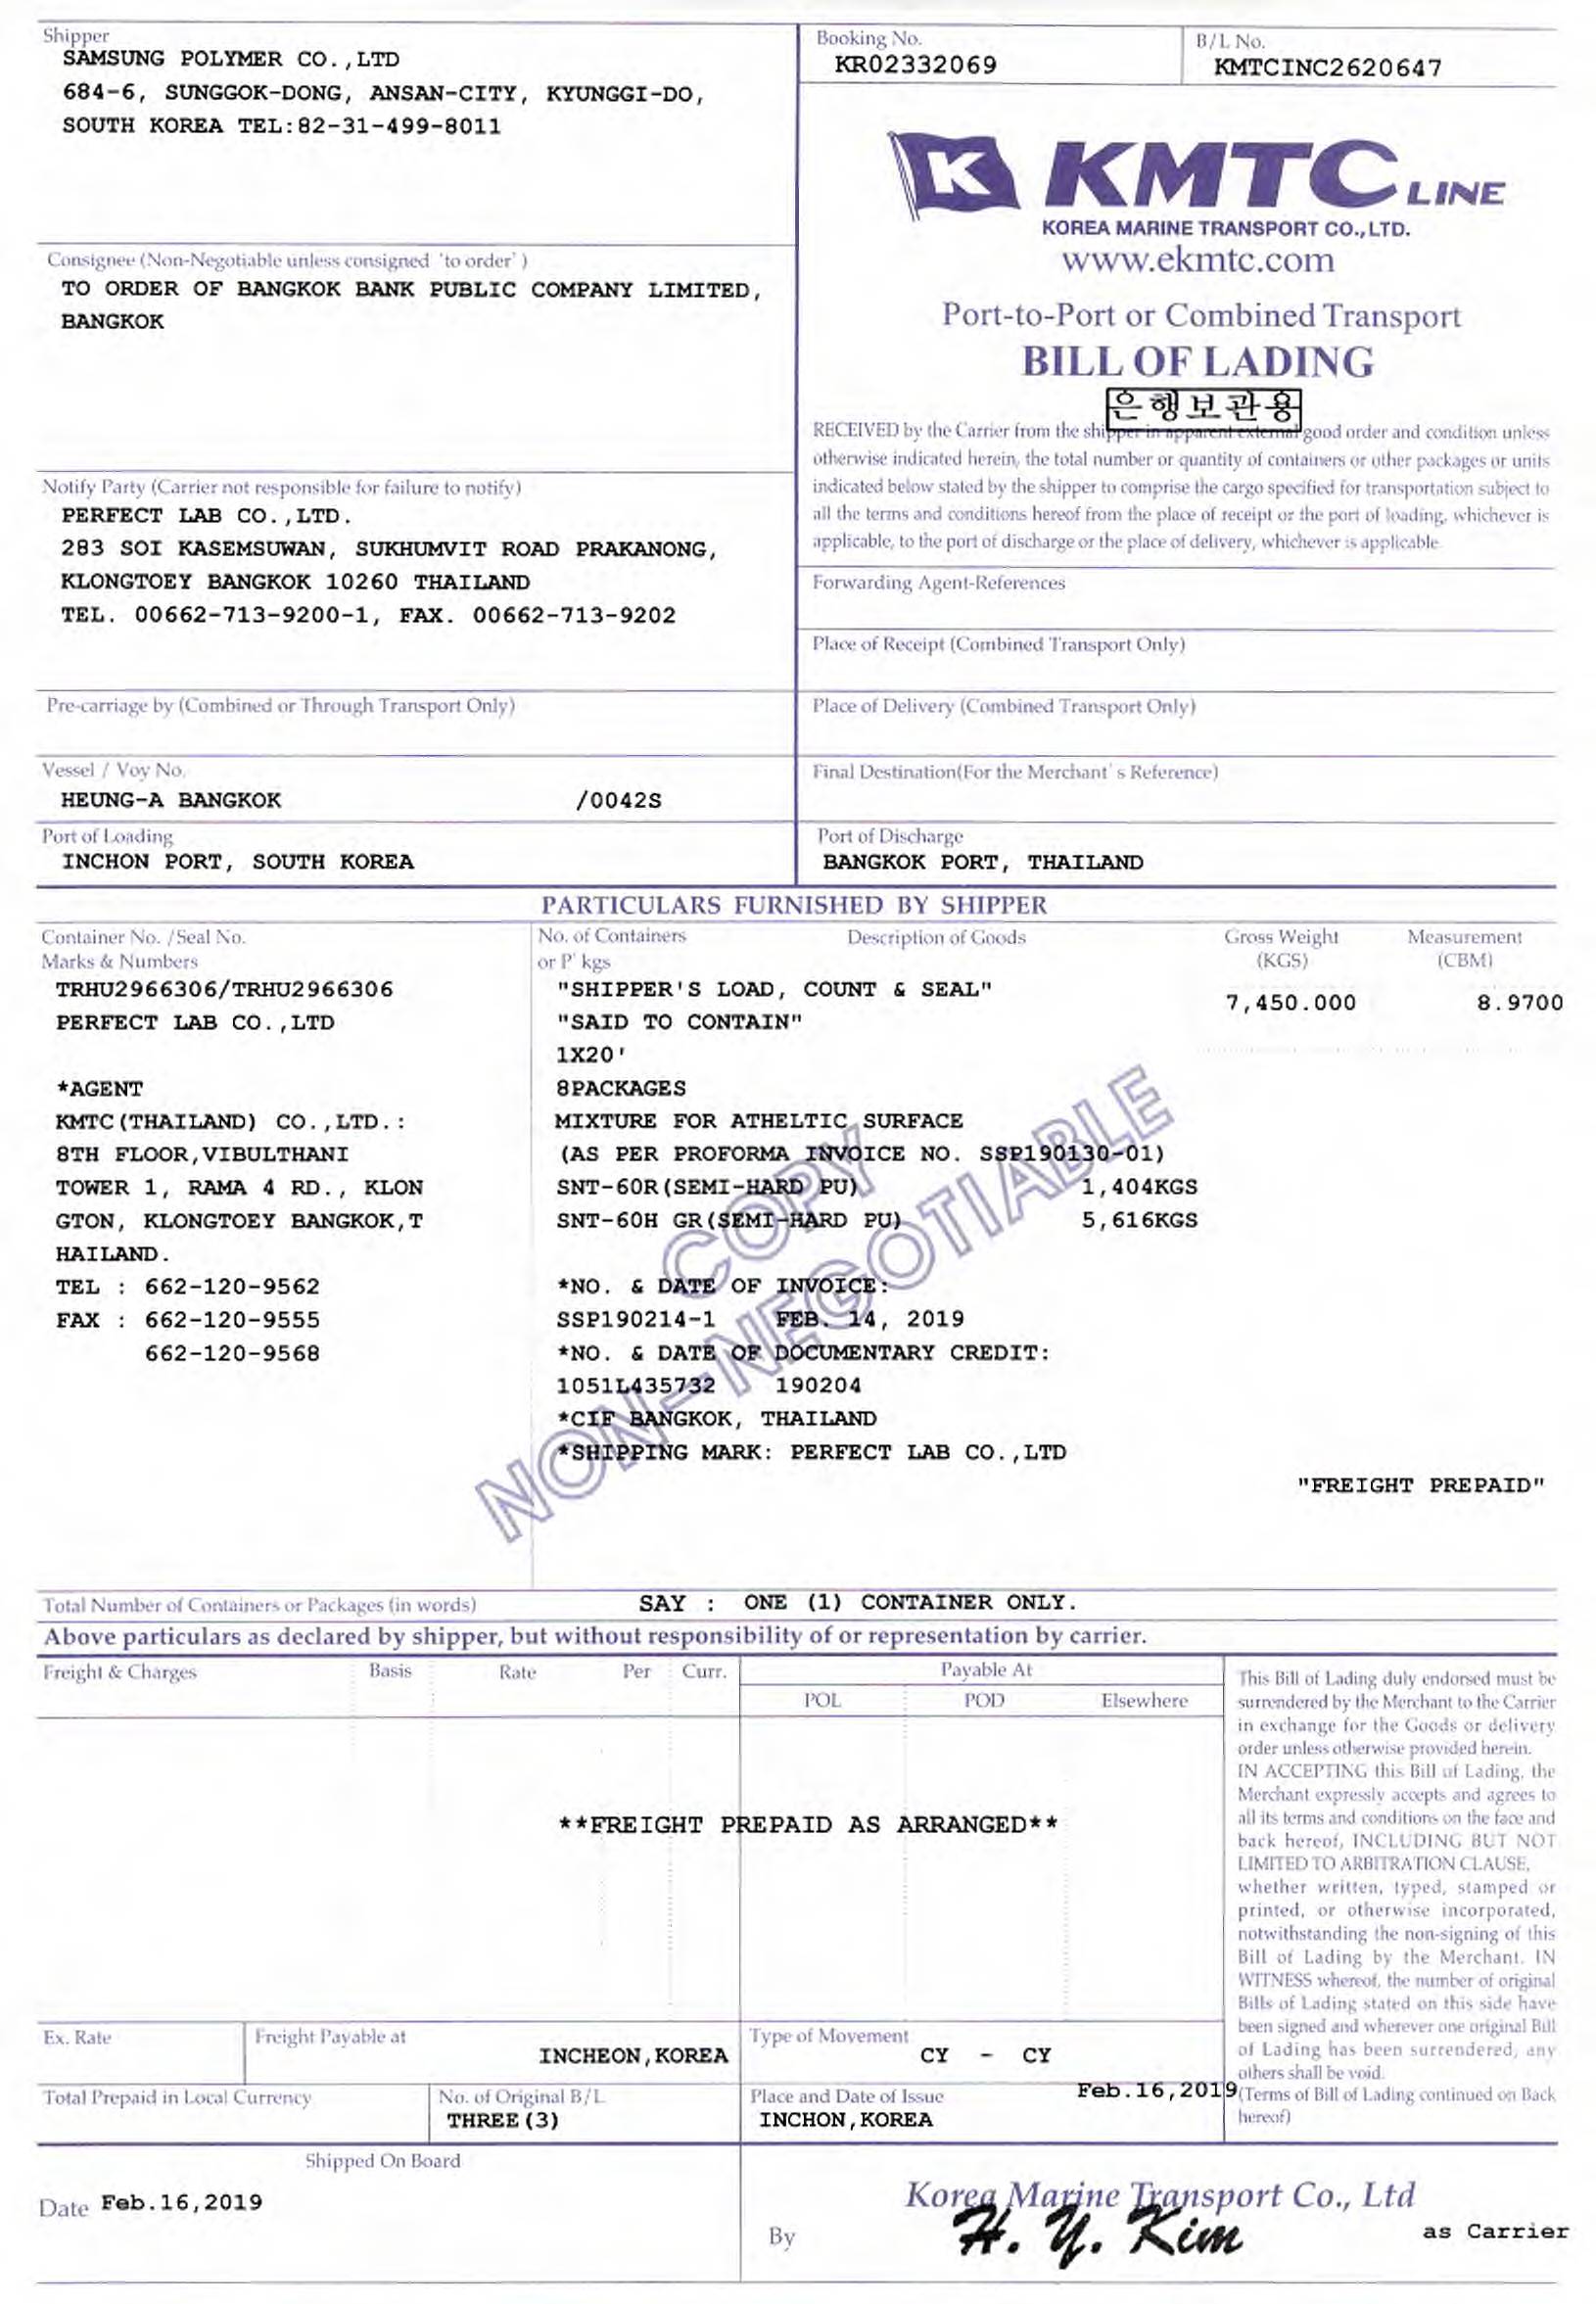 Shipper
SAMSUNG POLYMER CO.,LTD
684-6, SUNGGOK-DONG, ANSAN-CITY, KYUNGGI-DO,
SOUTH KOREA TEL:82-31-499-8011
Booking No.
KR02332069
B/L No.
KMTCINC2620647
K KMTC LINE
KOREA MARINE TRANSPORT CO.,LTD.
www.ekmtc.com
Port-to-Port or Combined Transport
BILL OF LADING
은행보관용
RECEIVED by the Carrier from the shipper in apparent external good order and condition unless
otherwise indicated herein, the total number or quantity of containers or other packages or units
indicated below stated by the shipper to comprise the cargo specified for transportation subject to
all the terms and conditions hereof from the place of receipt or the port of loading, whichever is
applicable, to the port of discharge or the place of delivery, whichever is applicable.
Consignee (Non-Negotiable unless consigned 'to order')
TO ORDER OF BANGKOK BANK PUBLIC COMPANY LIMITED,
BANGKOK
Notify Party (Carrier not responsible for failure to notify)
PERFECT LAB CO.,LTD.
283 SOI KASEMSUWAN, SUKHUMVIT ROAD PRAKANONG,
KLONGTOEY BANGKOK 10260 THAILAND
TEL. 00662-713-9200-1, FAX. 00662-713-9202
Forwarding Agent-References
Place of Receipt (Combined Transport Only)
Pre-carriage by (Combined or Through Transport Only)
Place of Delivery (Combined Transport Only)
Vessel / Voy No.
HEUNG-A BANGKOK /0042S
Final Destination(For the Merchant's Reference)
Port of Loading
INCHON PORT, SOUTH KOREA
Port of Discharge
BANGKOK PORT, THAILAND
PARTICULARS FURNISHED BY SHIPPER
Container No. /Seal No.
Marks & Numbers
No. of Containers
or P'kgs
Description of Goods
Gross Weight
(KGS)
Measurement
(CBM)
TRHU2966306/TRHU2966306
PERFECT LAB CO.,LTD
*AGENT
KMTC(THAILAND) CO.,LTD.:
8TH FLOOR,VIBULTHANI
TOWER 1, RAMA 4 RD., KLON
GTON, KLONGTOEY BANGKOK,T
HAILAND.
TEL : 662-120-9562
FAX : 662-120-9555
662-120-9568
"SHIPPER'S LOAD, COUNT & SEAL"
"SAID TO CONTAIN"
1X20'
8PACKAGES
MIXTURE FOR ATHELTIC SURFACE
(AS PER PROFORMA INVOICE NO. SSP190130-01)
SNT-60R(SEMI-HARD PU) 1,404KGS
SNT-60H GR(SEMI-HARD PU) 5,616KGS
*NO. & DATE OF INVOICE:
SSP190214-1 FEB. 14, 2019
*NO. & DATE OF DOCUMENTARY CREDIT:
1051L435732 190204
*CIF BANGKOK, THAILAND
*SHIPPING MARK: PERFECT LAB CO.,LTD
7,450.000 8.9700
COPY
NON-NEGOTIABLE
"FREIGHT PREPAID"
Total Number of Containers or Packages (in words)
SAY : ONE (1) CONTAINER ONLY.
Above particulars as declared by shipper, but without responsibility of or representation by carrier.
Freight & Charges Basis Rate Per Curr.
Payable At
POL POD Elsewhere
**FREIGHT PREPAID AS ARRANGED**
This Bill of Lading duly endorsed must be
surrendered by the Merchant to the Carrier
in exchange for the Goods or delivery
order unless otherwise provided herein.
IN ACCEPTING this Bill of Lading, the
Merchant expressly accepts and agrees to
all its terms and conditions on the face and
back hereof, INCLUDING BUT NOT
LIMITED TO ARBITRATION CLAUSE,
whether written, typed, stamped or
printed, or otherwise incorporated,
notwithstanding the non-signing of this
Bill of Lading by the Merchant. IN
WITNESS whereof, the number of original
Bills of Lading stated on this side have
been signed and wherever one original Bill
of Lading has been surrendered, any
others shall be void.
(Terms of Bill of Lading continued on Back
hereof)
Ex. Rate
Freight Payable at
INCHEON,KOREA
Type of Movement
CY - CY
Total Prepaid in Local Currency
No. of Original B/L
THREE(3)
Place and Date of Issue
Feb.16,2019
INCHON,KOREA
Shipped On Board
Date Feb.16,2019
Korea Marine Transport Co., Ltd
By H. Y. Kim as Carrier